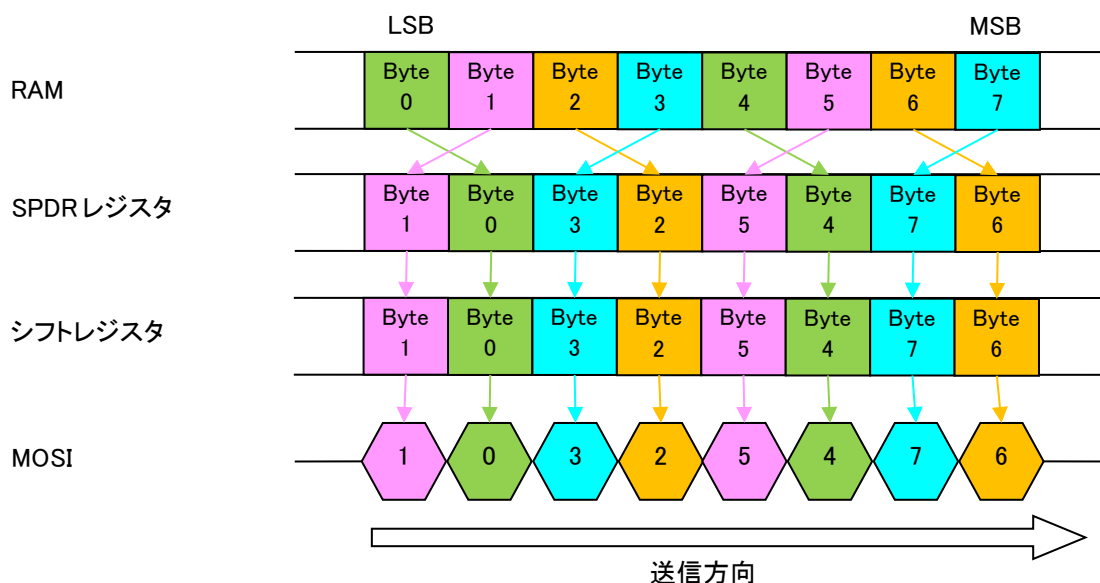 LSB MSB
RAM
Byte 0 Byte 1 Byte 2 Byte 3 Byte 4 Byte 5 Byte 6 Byte 7
SPDRレジスタ
Byte 1 Byte 0 Byte 3 Byte 2 Byte 5 Byte 4 Byte 7 Byte 6
シフトレジスタ
Byte 1 Byte 0 Byte 3 Byte 2 Byte 5 Byte 4 Byte 7 Byte 6
MOSI
1 0 3 2 5 4 7 6
送信方向